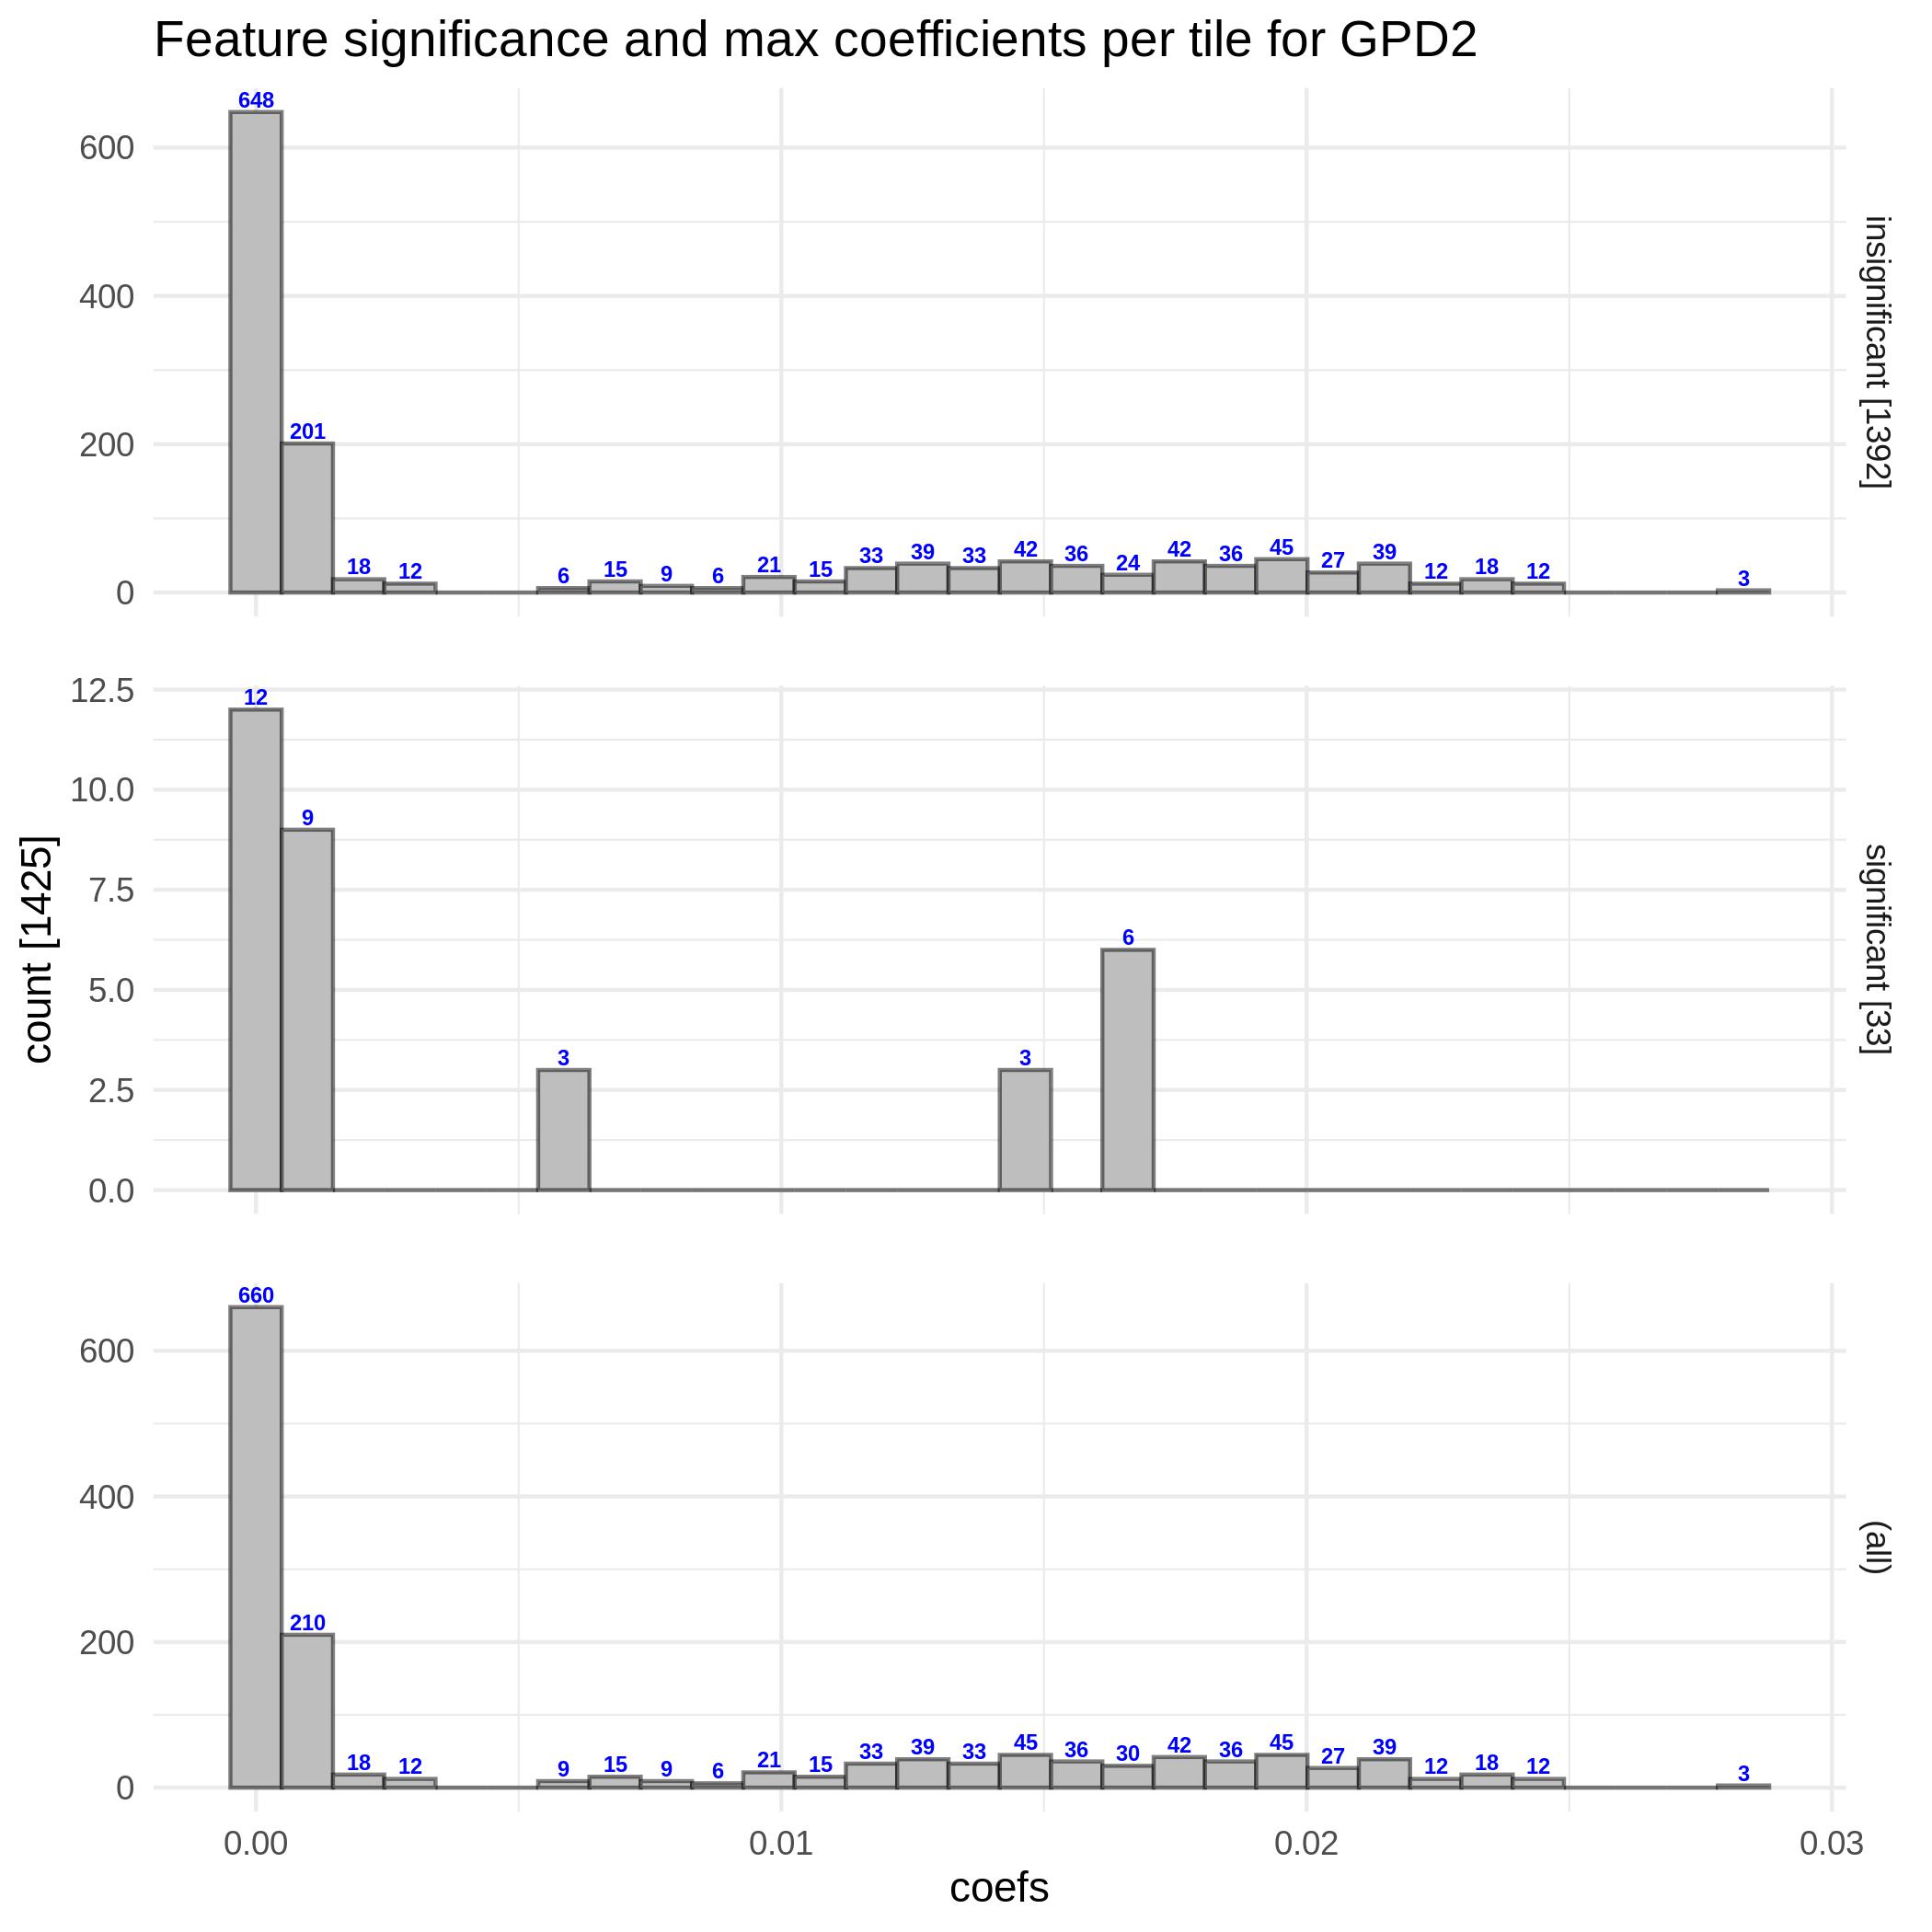 Feature significance and max coefficients per tile for GPD2
648
600
400
200
0
201
18 12 6 15 9 6 21 15 33 39 33 42 36 24 42 36 45 27 39 12 18 12 3
insignificant [1392]
12.5
10.0
7.5
5.0
2.5
0.0
12
9
3
3
6
significant [33]
count [1425]
660
600
400
200
0
210
18 12 9 15 9 6 21 15 33 39 33 45 36 30 42 36 45 27 39 12 18 12 3
(all)
0.00 0.01 0.02 0.03
coefs